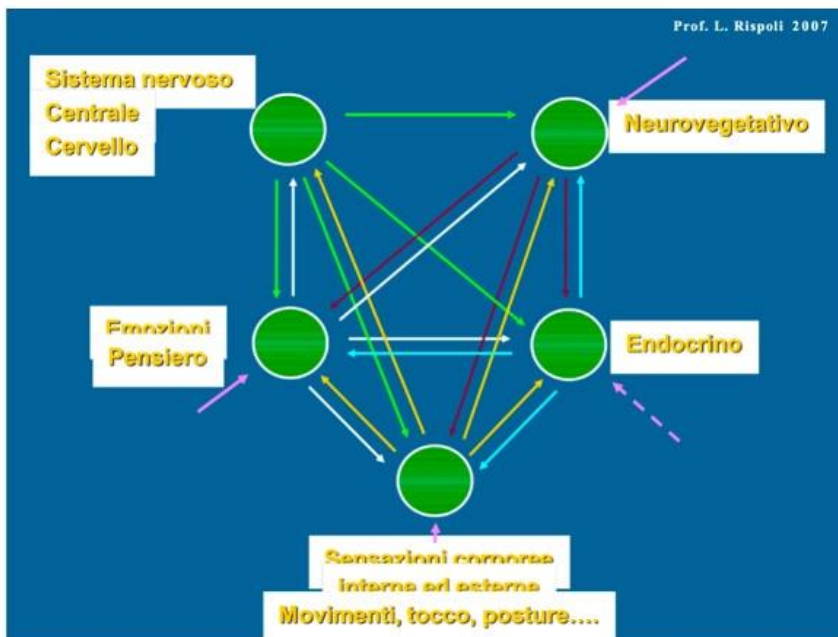 Prof. L. Rispoli 2007
Sistema nervoso
Centrale
Cervello
Neurovegetativo
Emozioni
Pensiero
Endocrino
Sensazioni corporee
interne ed esterne
Movimenti, tocco, posture....